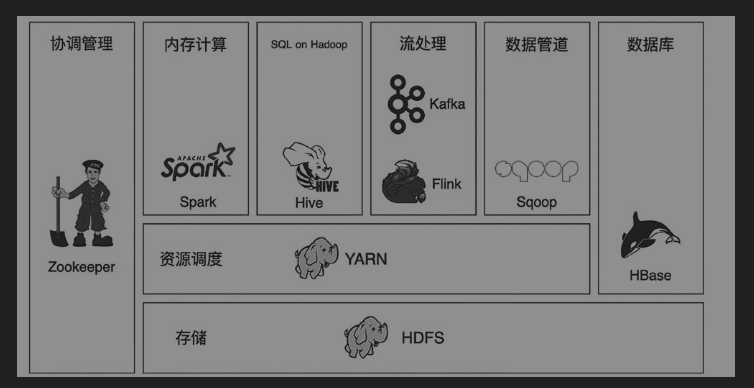 协调管理
Zookeeper
内存计算
APACHE
Spark
Spark
SQL on Hadoop
HIVE
Hive
流处理
Kafka
Flink
数据管道
sqoop
Sqoop
数据库
HBase
资源调度
YARN
存储
HDFS